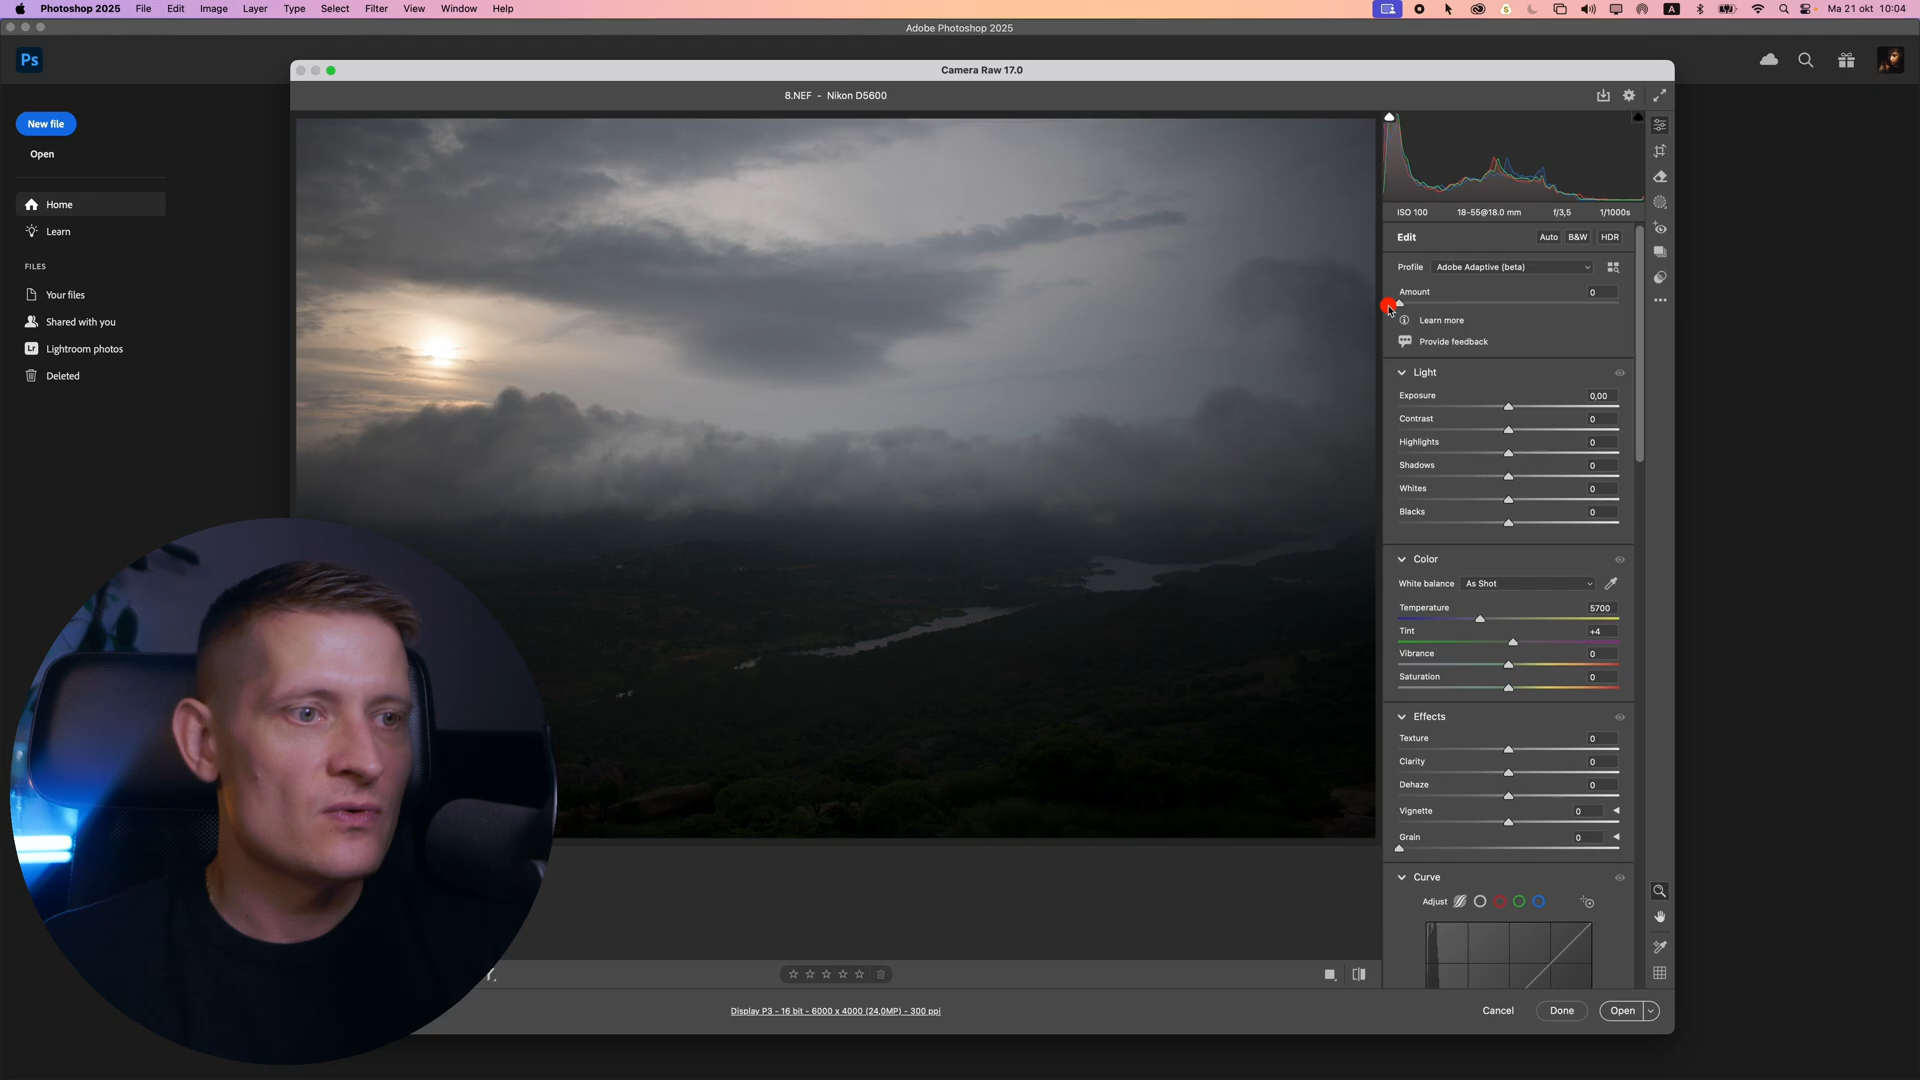 Photoshop 2025 File Edit Image Layer Type Select Filter View Window Help A Ma 21 okt 10:04
Adobe Photoshop 2025
Ps
Camera Raw 17.0
8.NEF - Nikon D5600
New file
Open
Home
Learn
FILES
Your files
Shared with you
Lr Lightroom photos
Deleted
ISO 100 18-55@18.0 mm f/3,5 1/1000s
Edit Auto B&W HDR
Profile Adobe Adaptive (beta)
Amount 0
Learn more
Provide feedback
Light
Exposure 0,00
Contrast 0
Highlights 0
Shadows 0
Whites 0
Blacks 0
Color
White balance As Shot
Temperature 5700
Tint +4
Vibrance 0
Saturation 0
Effects
Texture 0
Clarity 0
Dehaze 0
Vignette 0
Grain 0
Curve
Adjust
Display P3 - 16 bit - 6000 x 4000 (24,0MP) - 300 ppi
Cancel Done Open